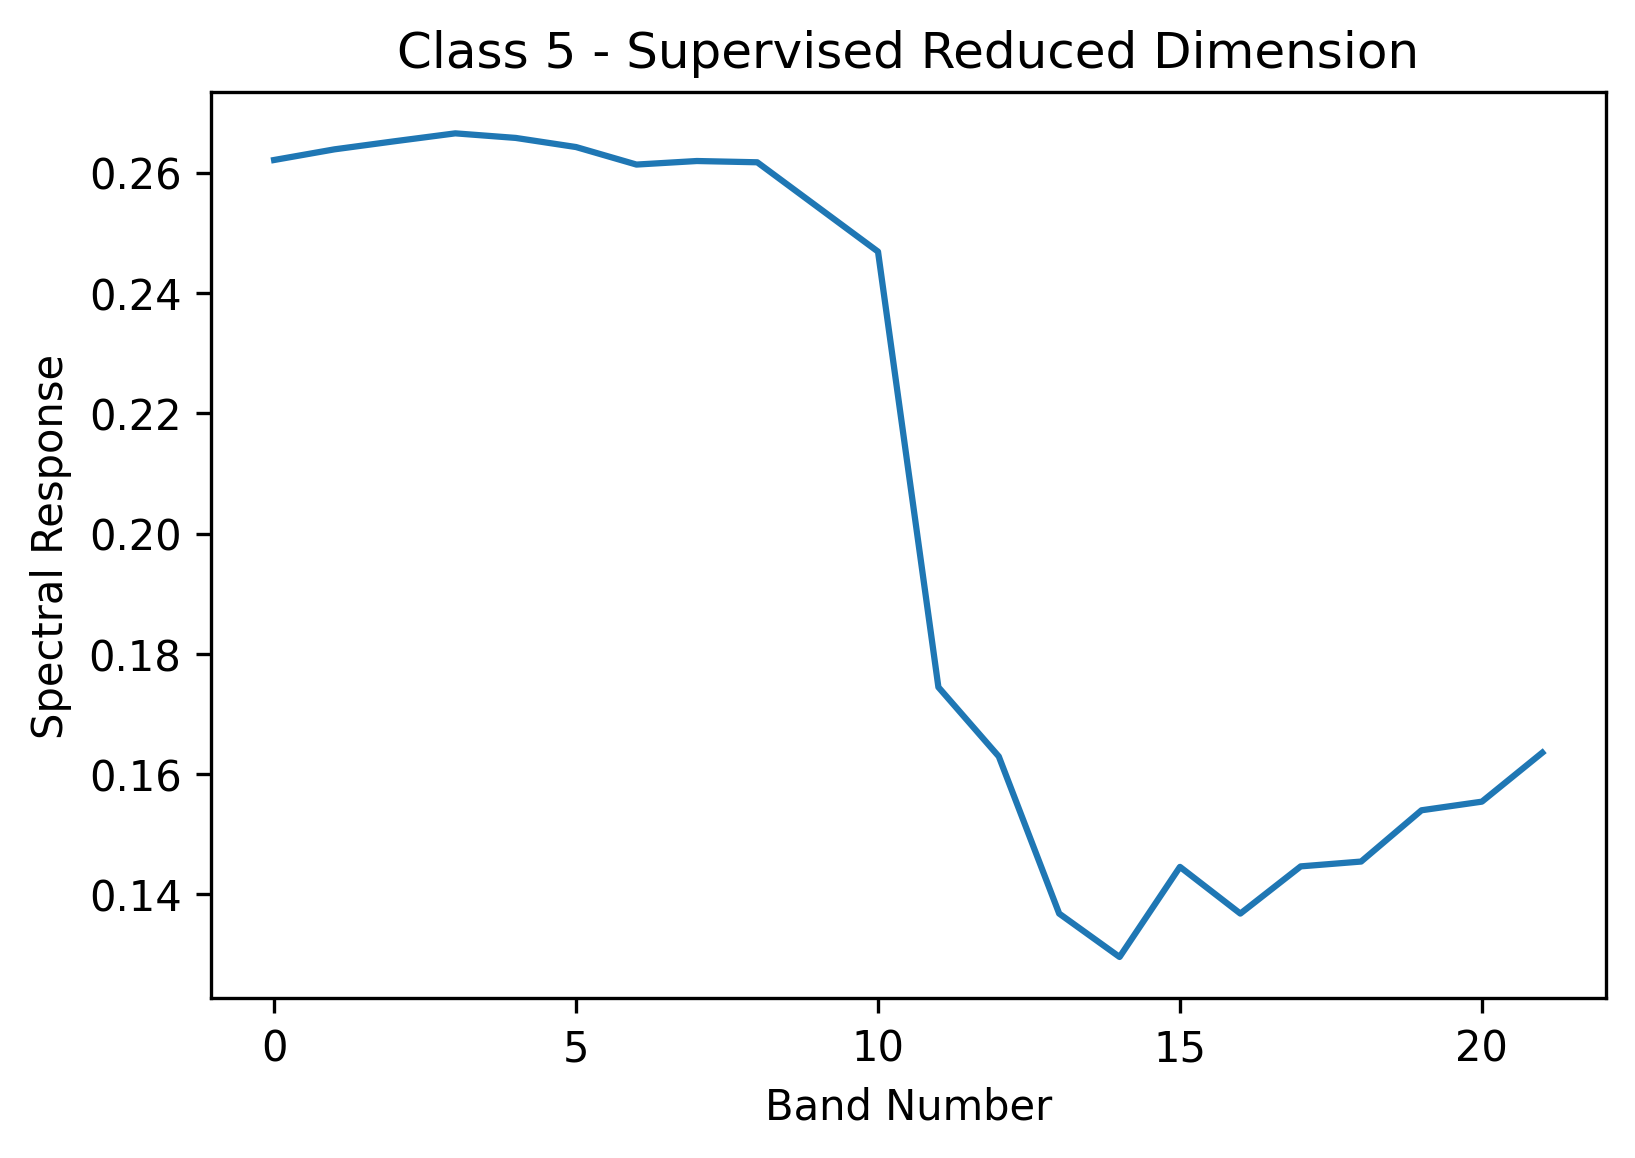 Class 5 - Supervised Reduced Dimension
0.26
0.24
0.22
0.20
0.18
0.16
0.14
Spectral Response
0 5 10 15 20
Band Number